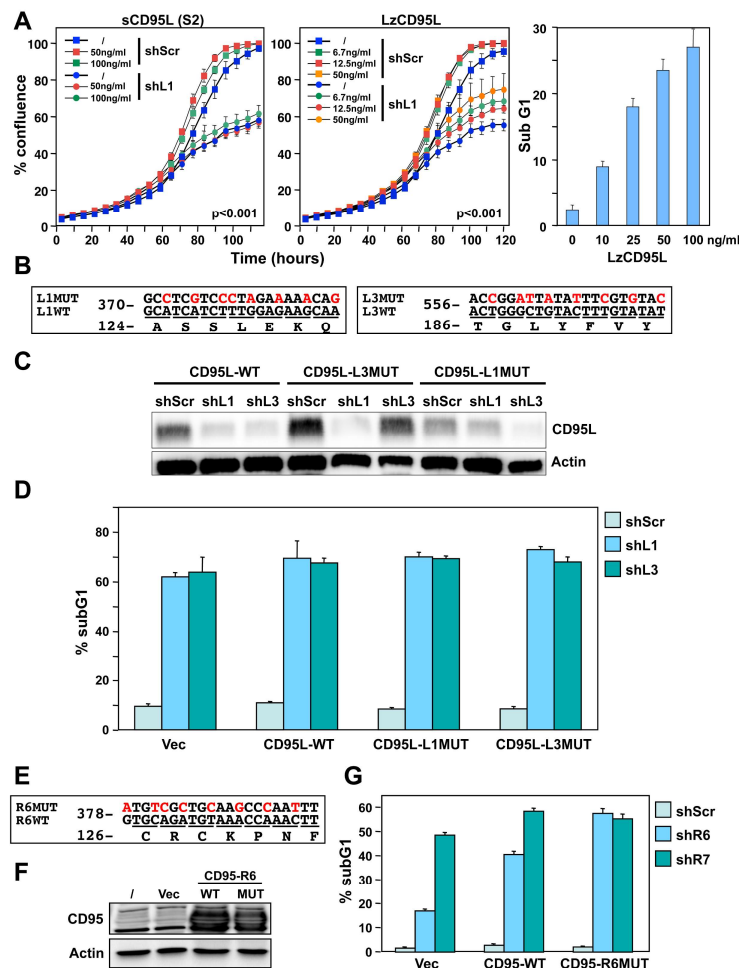 A
sCD95L (S2)
% confluence
100
80
60
40
20
0
/
50ng/ml
100ng/ml
shScr
/
50ng/ml
100ng/ml
shL1
p<0.001
0 20 40 60 80 100
LzCD95L
100
80
60
40
20
0
/
6.7ng/ml
12.5ng/ml
50ng/ml
shScr
/
6.7ng/ml
12.5ng/ml
50ng/ml
shL1
p<0.001
0 20 40 60 80 100 120
Time (hours)
Sub G1
30
20
10
0
0 10 25 50 100 ng/ml
LzCD95L
B
L1MUT 370- GCCTCGTCCCTAGAAAAACAG
L1WT GCATCATCTTTGGAGAAGCAA
124- A S S L E K Q
L3MUT 556- ACCGGATTATATTTCGTGTAC
L3WT ACTGGGCTGTACTTTGTATAT
186- T G L Y F V Y
C
CD95L-WT CD95L-L3MUT CD95L-L1MUT
shScr shL1 shL3 shScr shL1 shL3 shScr shL1 shL3
CD95L
Actin
D
% subG1
80
60
40
20
0
shScr
shL1
shL3
Vec CD95L-WT CD95L-L1MUT CD95L-L3MUT
E
R6MUT 378- ATGTCGCTGCAAGCCCAATTT
R6WT GTGCAGATGTAAACCAAACTT
126- C R C K P N F
F
CD95-R6
/ Vec WT MUT
CD95
Actin
G
% subG1
60
50
40
30
20
10
0
shScr
shR6
shR7
Vec CD95-WT CD95-R6MUT